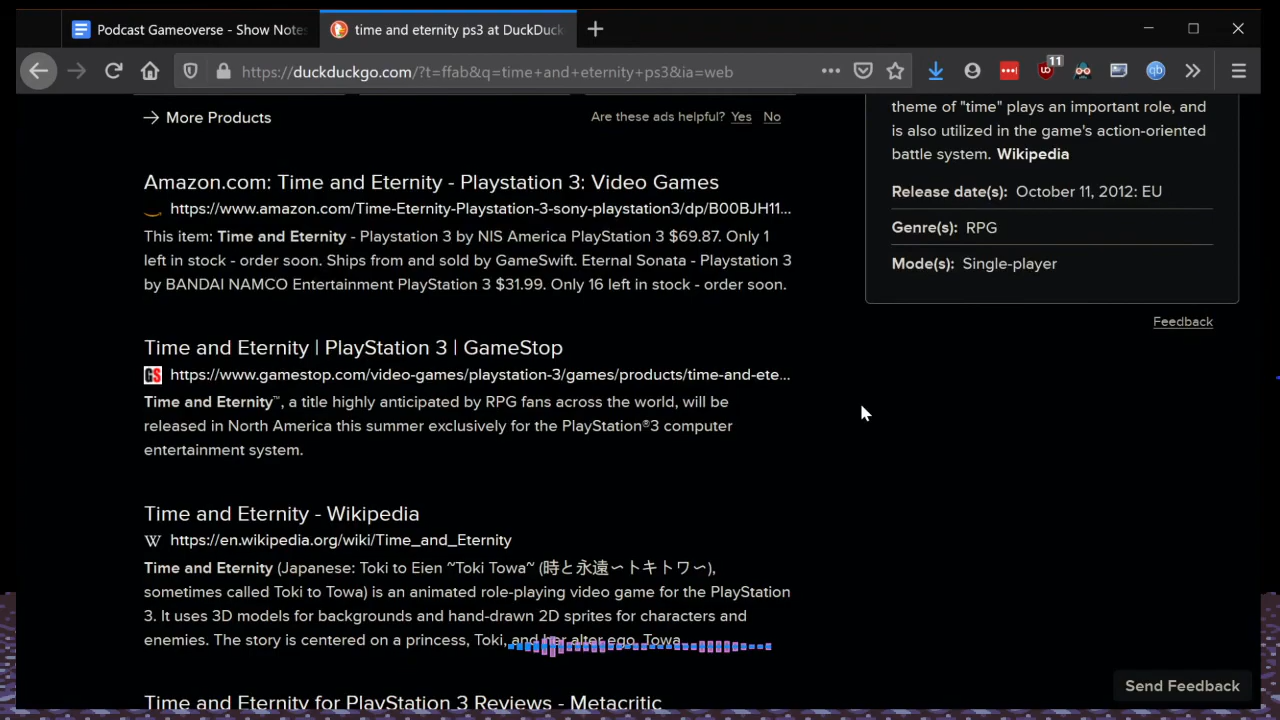 Podcast Gameoverse - Show Notes
time and eternity ps3 at DuckDuck
https://duckduckgo.com/?t=ffab&q=time+and+eternity+ps3&ia=web
11
→ More Products
Are these ads helpful? Yes No
Amazon.com: Time and Eternity - Playstation 3: Video Games
https://www.amazon.com/Time-Eternity-Playstation-3-sony-playstation3/dp/B00BJH11...
This item: Time and Eternity - Playstation 3 by NIS America PlayStation 3 $69.87. Only 1
left in stock - order soon. Ships from and sold by GameSwift. Eternal Sonata - Playstation 3
by BANDAI NAMCO Entertainment PlayStation 3 $31.99. Only 16 left in stock - order soon.
Time and Eternity | PlayStation 3 | GameStop
GS
https://www.gamestop.com/video-games/playstation-3/games/products/time-and-ete...
Time and Eternity™, a title highly anticipated by RPG fans across the world, will be
released in North America this summer exclusively for the PlayStation®3 computer
entertainment system.
Time and Eternity - Wikipedia
W https://en.wikipedia.org/wiki/Time_and_Eternity
Time and Eternity (Japanese: Toki to Eien ~Toki Towa~ (時と永遠〜トキトワ〜),
sometimes called Toki to Towa) is an animated role-playing video game for the PlayStation
3. It uses 3D models for backgrounds and hand-drawn 2D sprites for characters and
enemies. The story is centered on a princess, Toki, and her alter ego, Towa.
Time and Eternity for PlayStation 3 Reviews - Metacritic
theme of "time" plays an important role, and
is also utilized in the game's action-oriented
battle system. Wikipedia
Release date(s): October 11, 2012: EU
Genre(s): RPG
Mode(s): Single-player
Feedback
Send Feedback